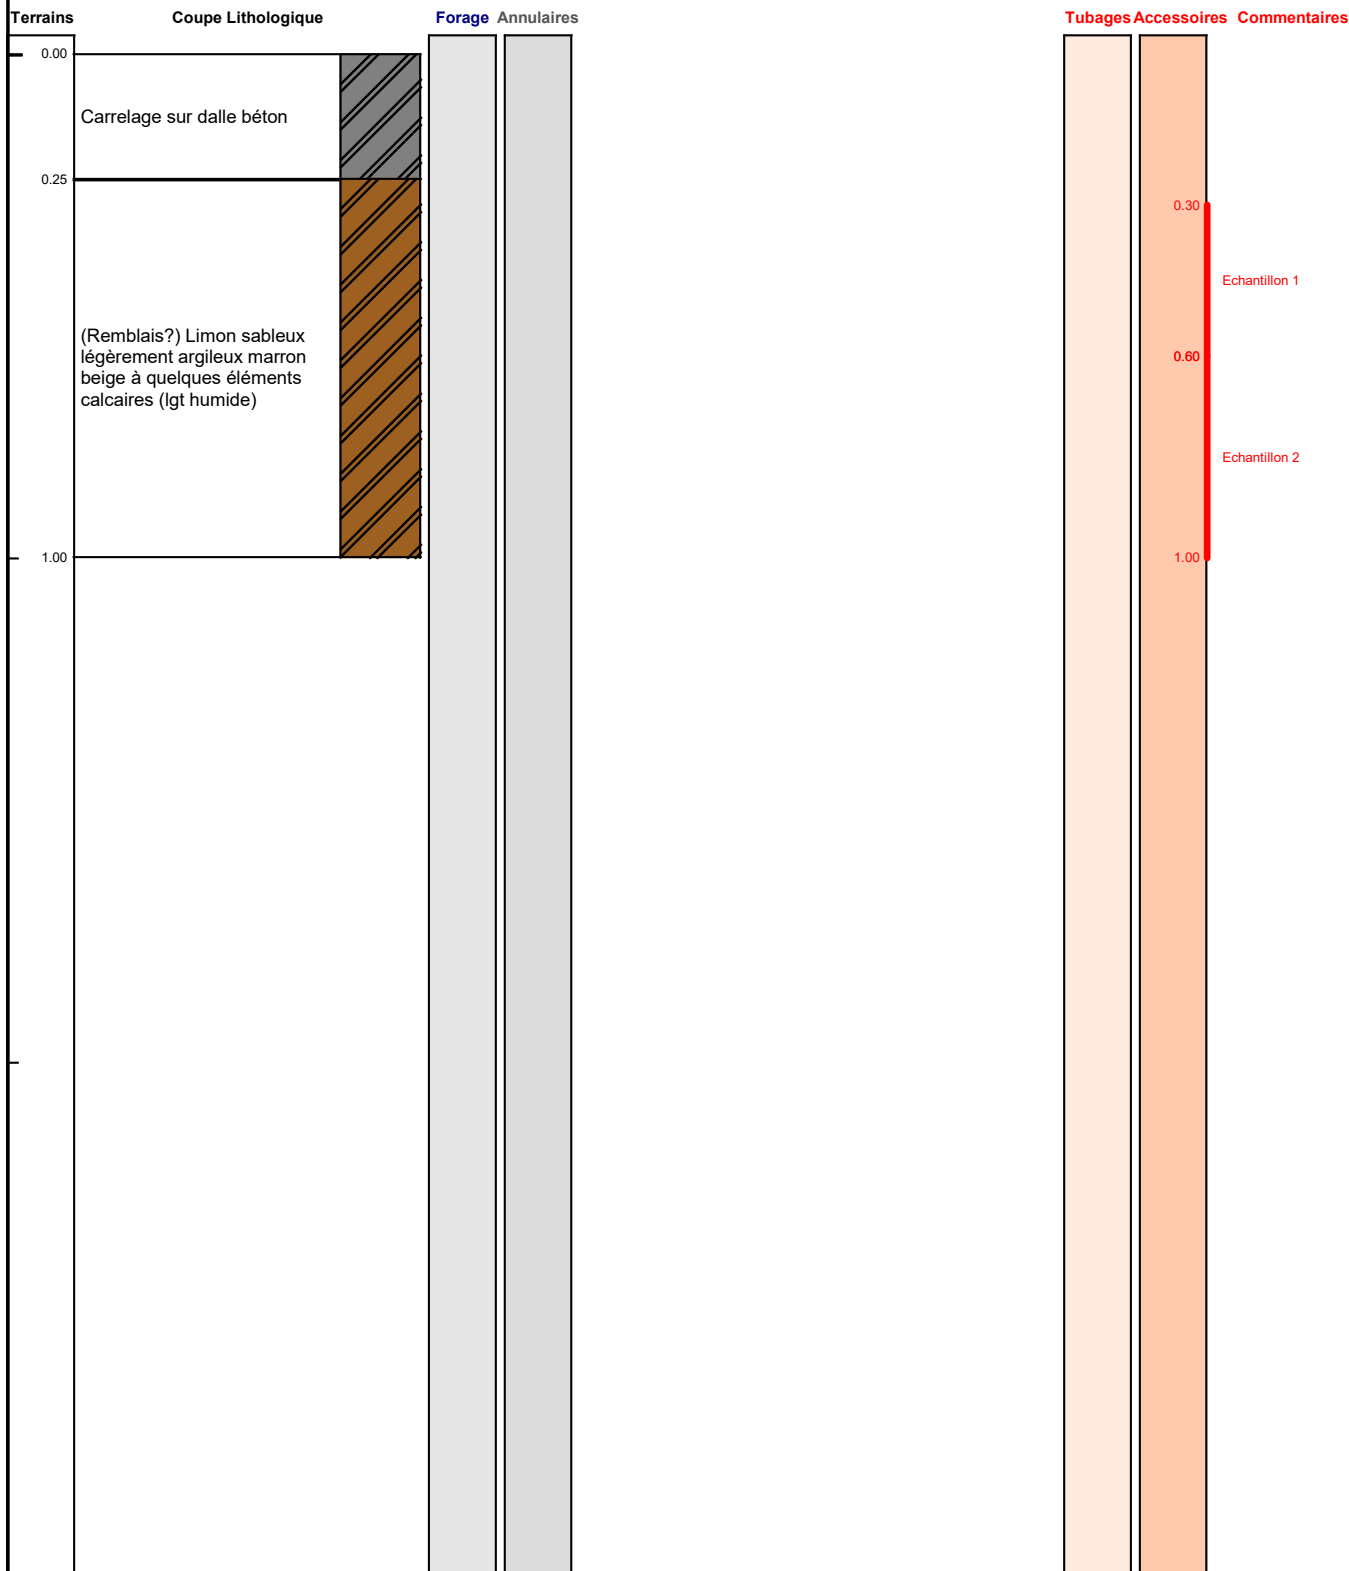 Terrains Coupe Lithologique Forage Annulaires Tubages Accessoires Commentaires
0.00
Carrelage sur dalle béton
0.25
0.30
Echantillon 1
(Remblais?) Limon sableux
légèrement argileux marron
beige à quelques éléments
calcaires (lgt humide)
0.60
Echantillon 2
1.00
1.00